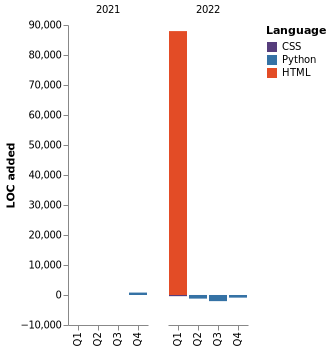 2021
2022
Language
CSS
Python
HTML
LOC added
90,000
80,000
70,000
60,000
50,000
40,000
30,000
20,000
10,000
0
−10,000
Q1
Q2
Q3
Q4
Q1
Q2
Q3
Q4